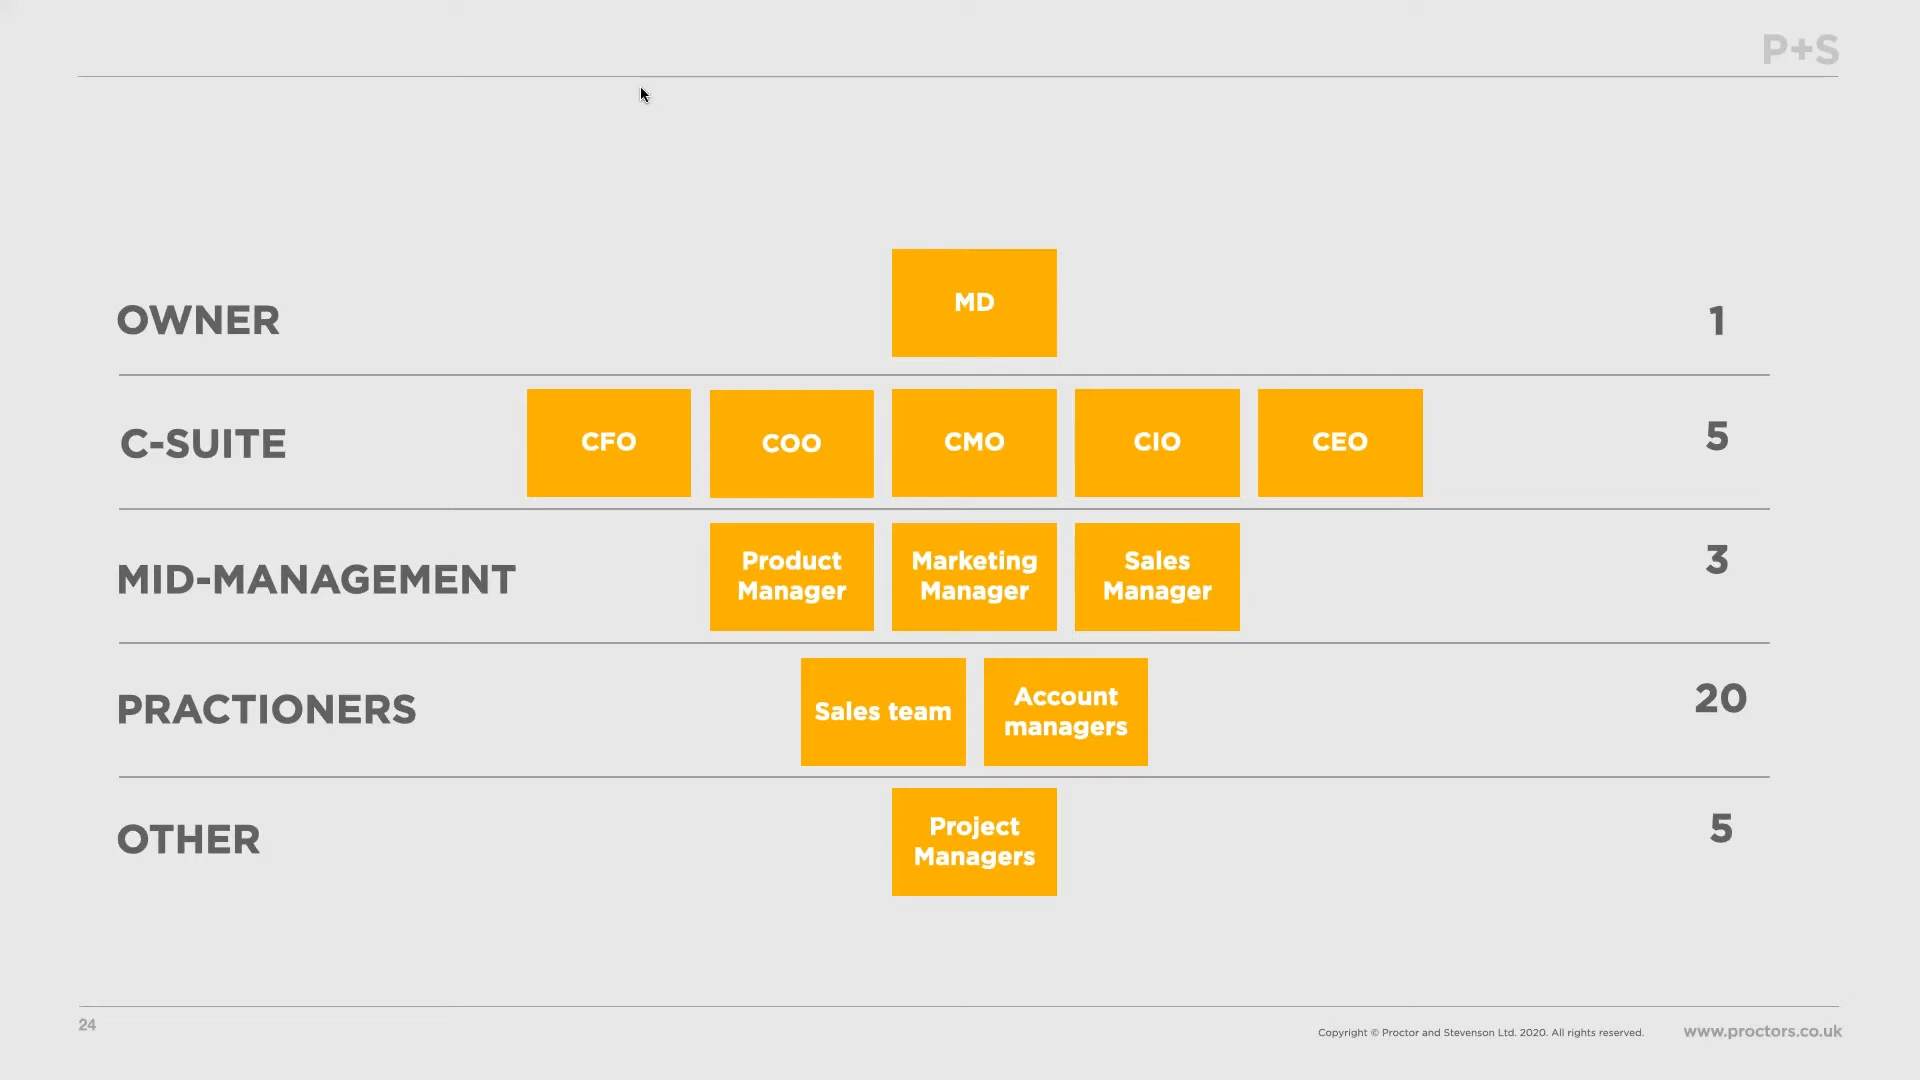 P+S
OWNER
MD
1
C-SUITE
CFO
COO
CMO
CIO
CEO
5
MID-MANAGEMENT
Product
Manager
Marketing
Manager
Sales
Manager
3
PRACTIONERS
Sales team
Account
managers
20
OTHER
Project
Managers
5
24
Copyright © Proctor and Stevenson Ltd. 2020. All rights reserved.
www.proctors.co.uk